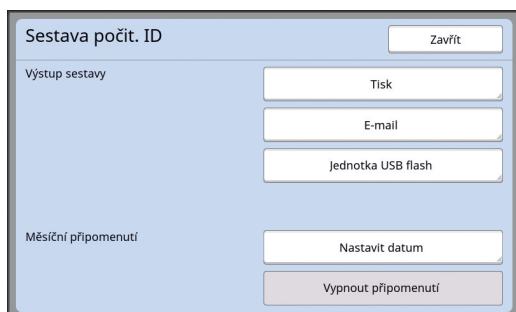 Sestava počit. ID
Zavřít
Výstup sestavy
Tisk
E-mail
Jednotka USB flash
Měsíční připomenutí
Nastavit datum
Vypnout připomenutí